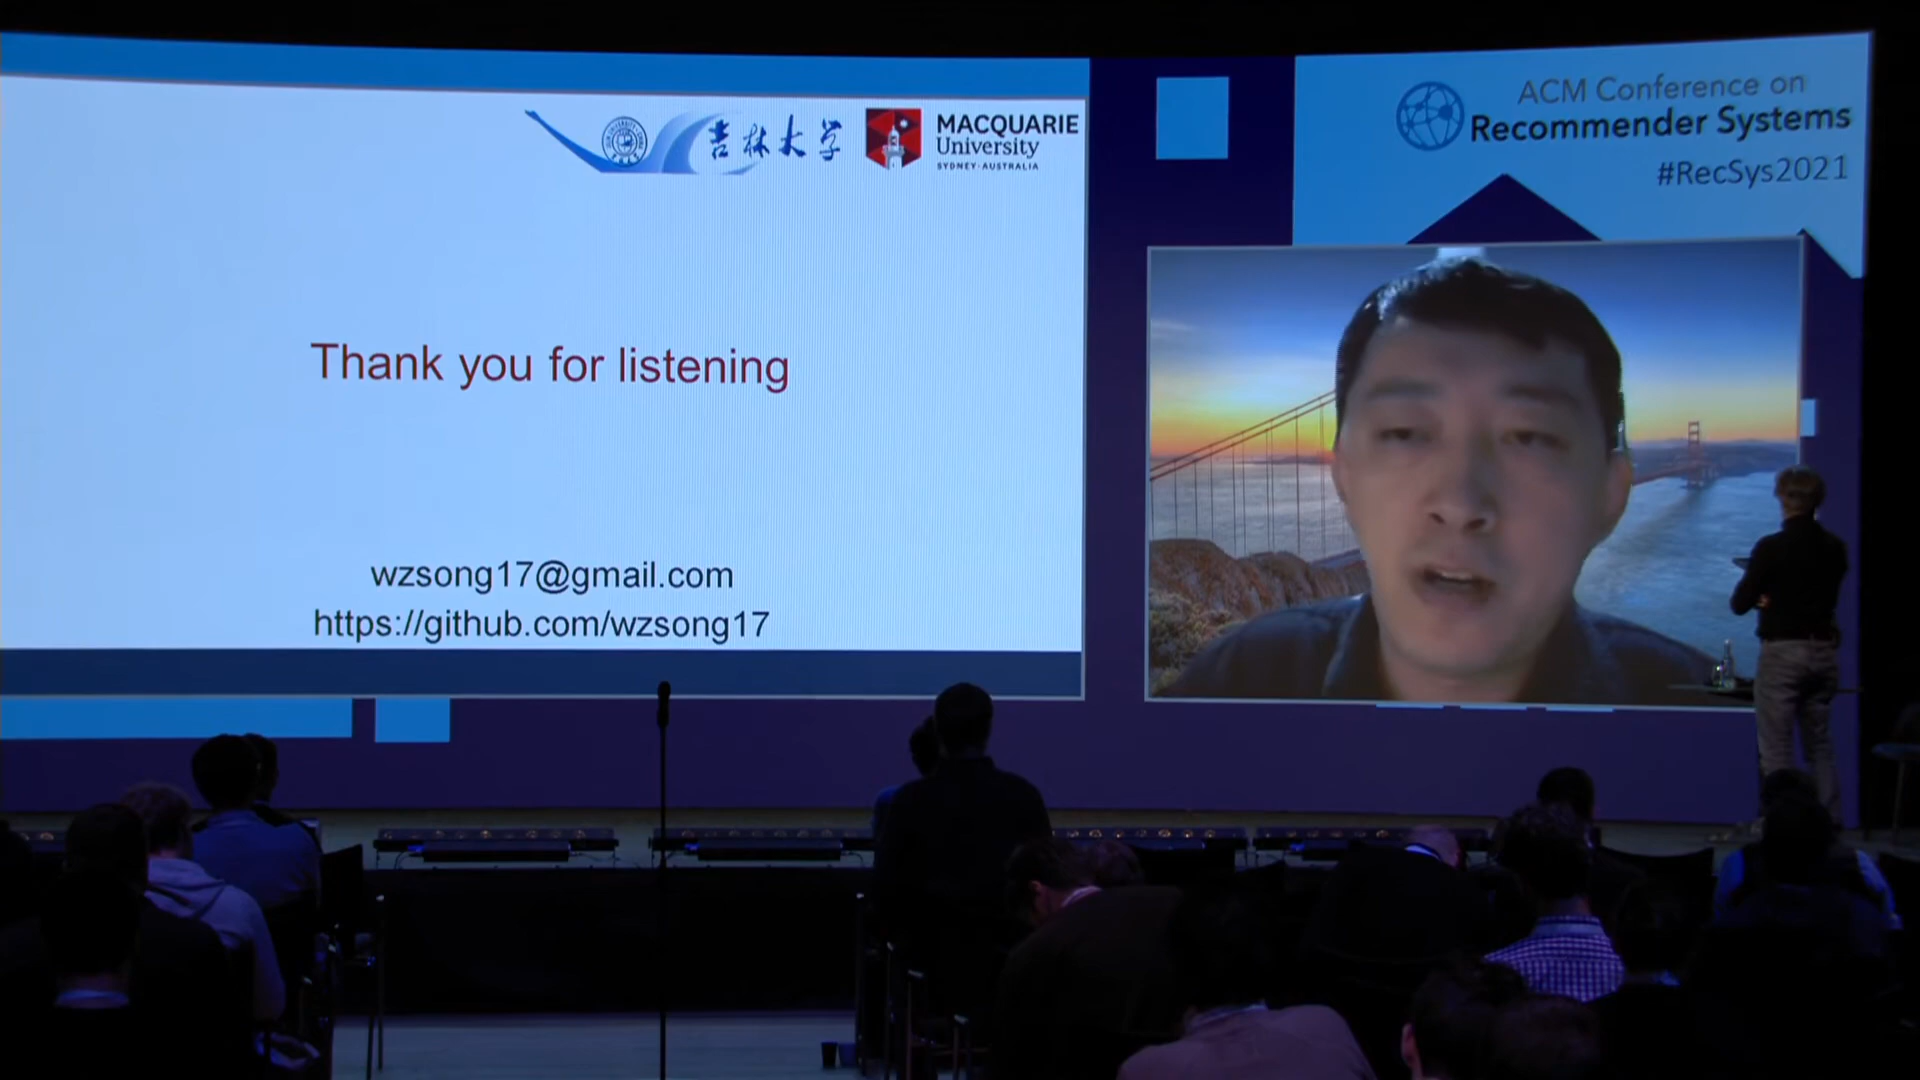 吉林大学
MACQUARIE
University
SYDNEY·AUSTRALIA
Thank you for listening
wzsong17@gmail.com
https://github.com/wzsong17
ACM Conference on
Recommender Systems
#RecSys2021